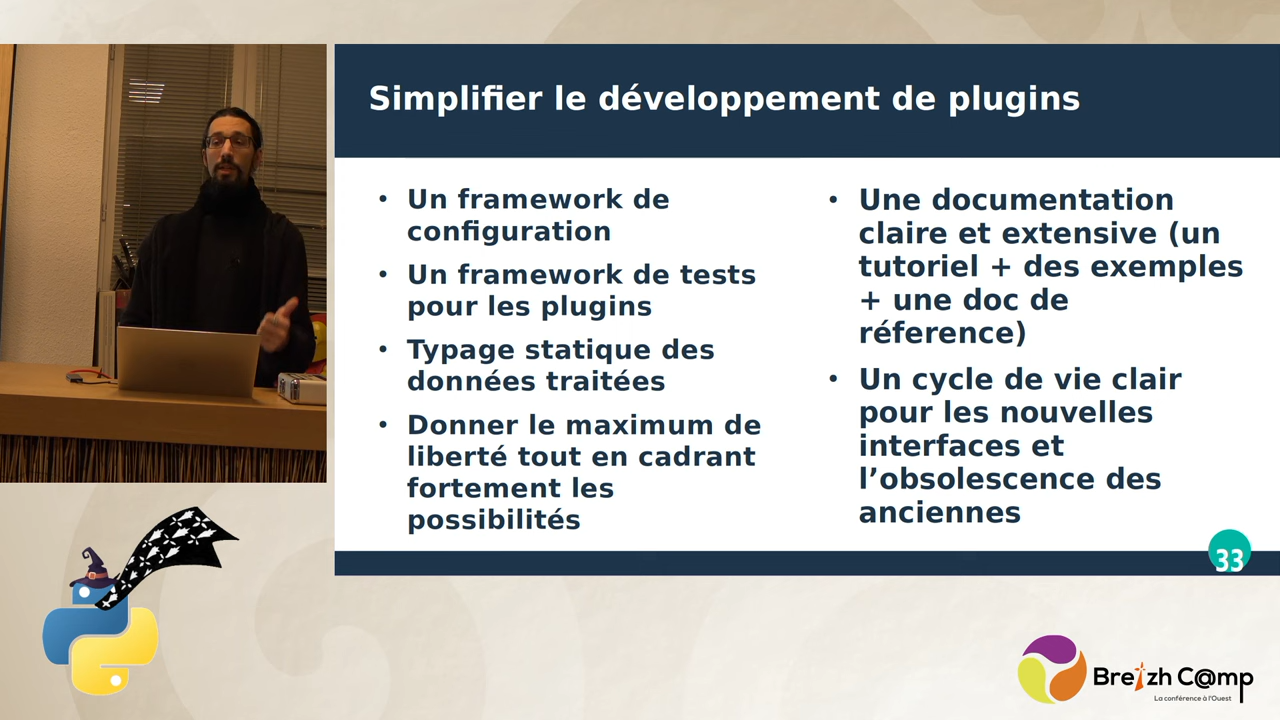 Simplifier le développement de plugins
• Un framework de
configuration
• Un framework de tests
pour les plugins
• Typage statique des
données traitées
• Donner le maximum de
liberté tout en cadrant
fortement les
possibilités
• Une documentation
claire et extensive (un
tutoriel + des exemples
+ une doc de
réference)
• Un cycle de vie clair
pour les nouvelles
interfaces et
l’obsolescence des
anciennes
33
Breizh C@mp
La conférence à l'Ouest